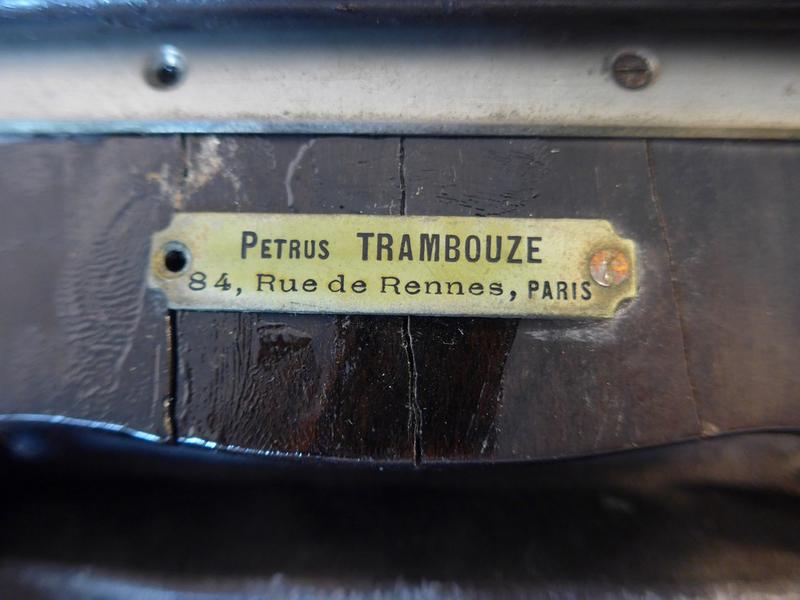 Petrus TRAMBOUZE
84, Rue de Rennes, PARIS